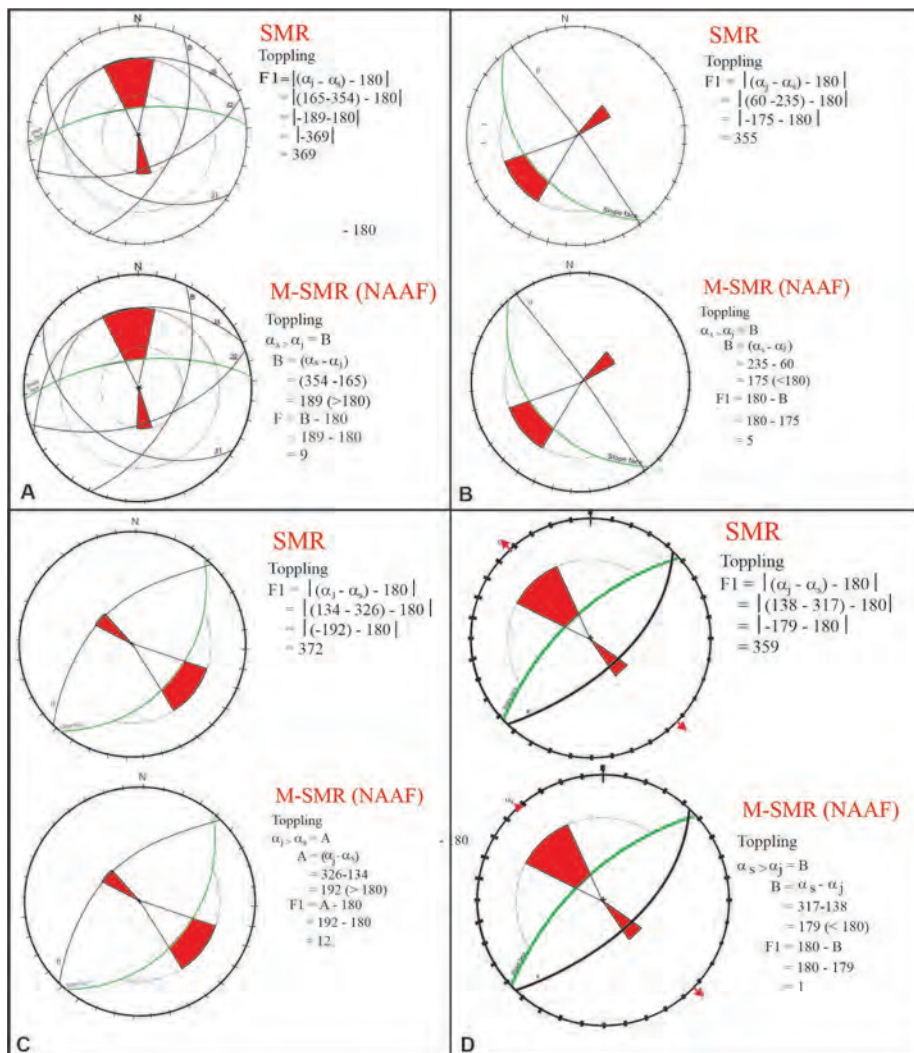 N
SMR
Toppling
F1=|(αj - αs) - 180|
= |(165-354) - 180|
= |-189-180|
= |-369|
= 369
- 180
N
M-SMR (NAAF)
Toppling
αs > αj = B
B = (αs - αj)
= (354 -165)
= 189 (>180)
F = B - 180
189 - 180
= 9
A
SMR
Toppling
F1 = |(αj - αs) - 180|
= |(60 -235) - 180|
= |-175 - 180|
= 355
Slope face
N
M-SMR (NAAF)
Toppling
αs > αj = B
B = (αs - αj)
= 235 - 60
= 175 (<180)
F1 = 180 - B
= 180 - 175
= 5
Slope face
B
N
SMR
Toppling
F1 = |(αj - αs) - 180|
= |(134 - 326) - 180|
= |(-192) - 180|
= 372
N
M-SMR (NAAF)
Toppling
αj > αs = A
A = (αj - αs)
= 326-134
= 192 (> 180)
F1 = A - 180
= 192 - 180
= 12
- 180
C
SMR
Toppling
F1 = |(αj - αs) - 180|
= |(138 - 317) - 180|
= |-179 - 180|
= 359
M-SMR (NAAF)
Toppling
αs > αj = B
B = αs - αj
= 317-138
= 179 (< 180)
F1 = 180 - B
= 180 - 179
= 1
D